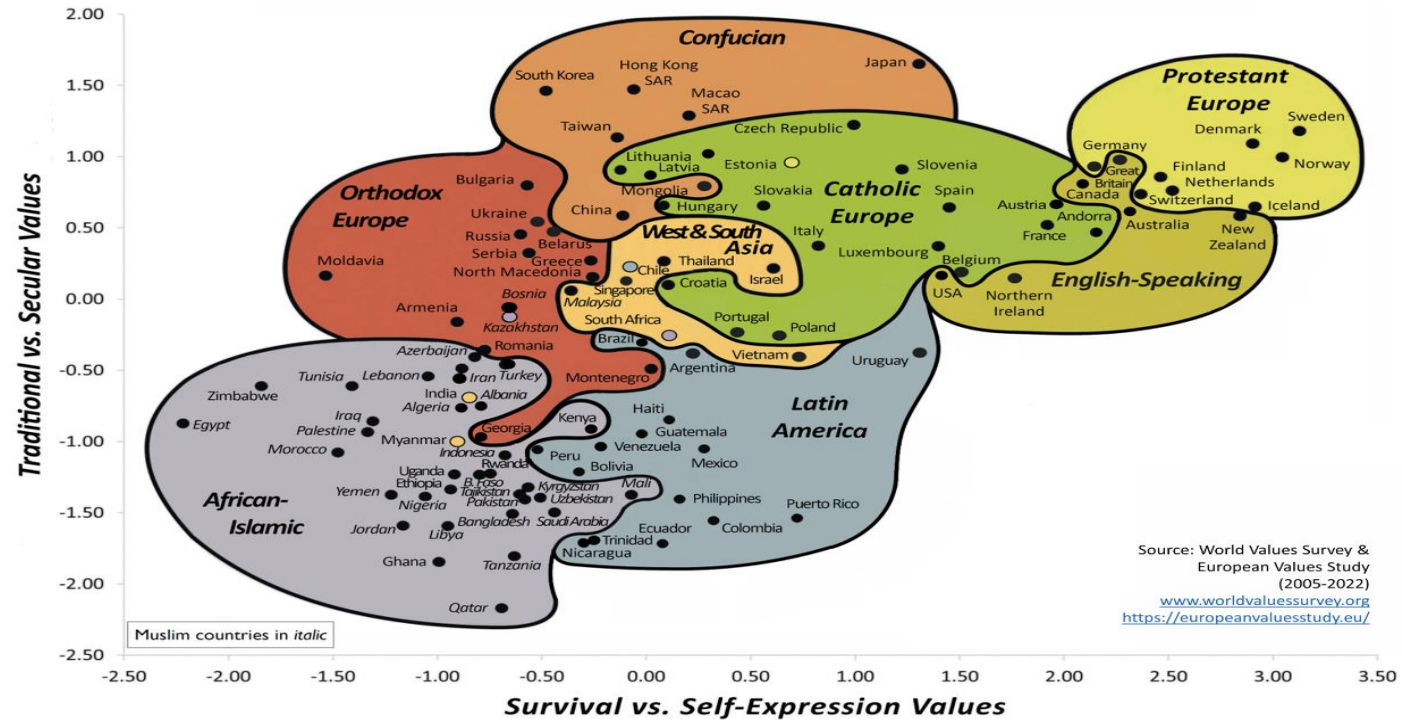 Traditional vs. Secular Values
2.00
1.50
1.00
0.50
0.00
-0.50
-1.00
-1.50
-2.00
-2.50
Confucian
South Korea
Hong Kong
SAR
Macao
SAR
Japan
Taiwan
Mongolia
China
Protestant
Europe
Sweden
Denmark
Norway
Germany
Finland
Netherlands
Switzerland
Iceland
Catholic
Europe
Czech Republic
Lithuania
Latvia
Estonia
Slovenia
Slovakia
Spain
Hungary
Austria
Andorra
Italy
Luxembourg
France
Belgium
Croatia
Portugal
Poland
English-Speaking
Great
Britain
Canada
Australia
New
Zealand
USA
Northern
Ireland
Orthodox
Europe
Bulgaria
Ukraine
Russia
Belarus
Serbia
Greece
North Macedonia
Moldavia
Bosnia
Armenia
Kazakhstan
Romania
Montenegro
Georgia
West & South
Asia
Thailand
Chile
Israel
Singapore
Malaysia
South Africa
Vietnam
Latin
America
Brazil
Argentina
Uruguay
Haiti
Guatemala
Venezuela
Peru
Mexico
Bolivia
Philippines
Puerto Rico
Ecuador
Colombia
Trinidad
Nicaragua
African-
Islamic
Azerbaijan
Tunisia
Lebanon
Iran
Turkey
Zimbabwe
India
Albania
Algeria
Egypt
Iraq
Palestine
Kenya
Myanmar
Morocco
Indonesia
Rwanda
Uganda
B. Faso
Ethiopia
Tajikistan
Kyrgyzstan
Mali
Yemen
Nigeria
Pakistan
Uzbekistan
Bangladesh
Saudi Arabia
Jordan
Libya
Ghana
Tanzania
Qatar
Source: World Values Survey &
European Values Study
(2005-2022)
www.worldvaluessurvey.org
https://europeanvaluesstudy.eu/
Muslim countries in italic
-2.50 -2.00 -1.50 -1.00 -0.50 0.00 0.50 1.00 1.50 2.00 2.50 3.00 3.50
Survival vs. Self-Expression Values